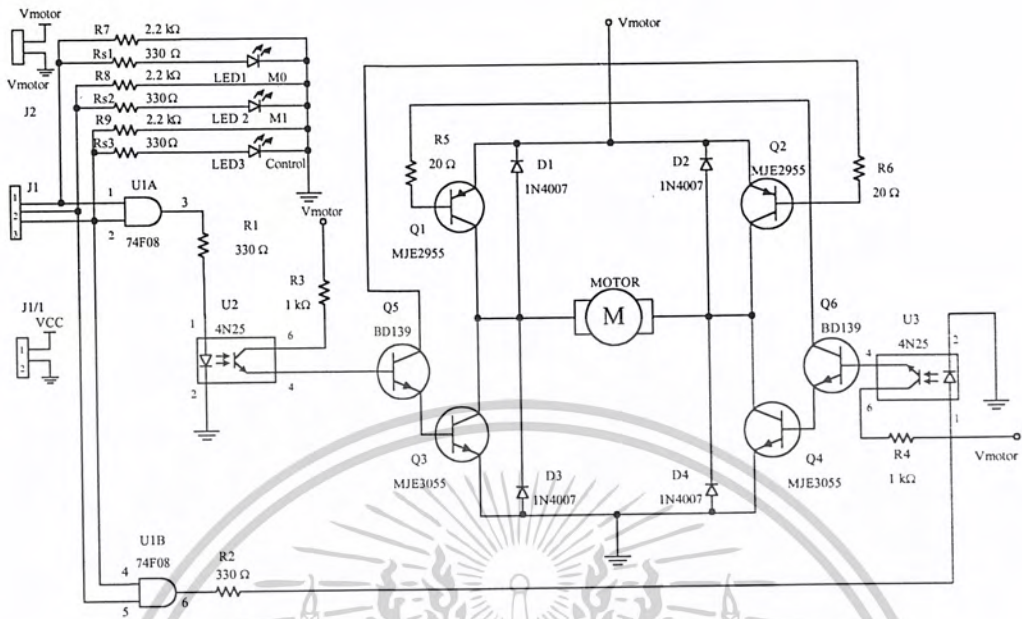 Vmotor
Vmotor
J2
R7 2.2 kΩ
Rs1 330 Ω
R8 2.2 kΩ LED1 M0
Rs2 330Ω LED 2 M1
R9 2.2 kΩ
Rs3 330Ω LED3 Control
J1
1
2
3
1
2
U1A
3
74F08
R1
330 Ω
Vmotor
R3
1 kΩ
U2
4N25
1
2
6
4
J1/1
VCC
1
2
U1B
74F08
4
5
6
R2
330 Ω
Vmotor
R5
20 Ω
D1
1N4007
D2
1N4007
Q2
MJE2955
R6
20 Ω
Q1
MJE2955
MOTOR
M
Q5
BD139
Q6
BD139
U3
4N25
4
6
2
1
Q3
MJE3055
D3
1N4007
D4
1N4007
Q4
MJE3055
R4
1 kΩ
Vmotor